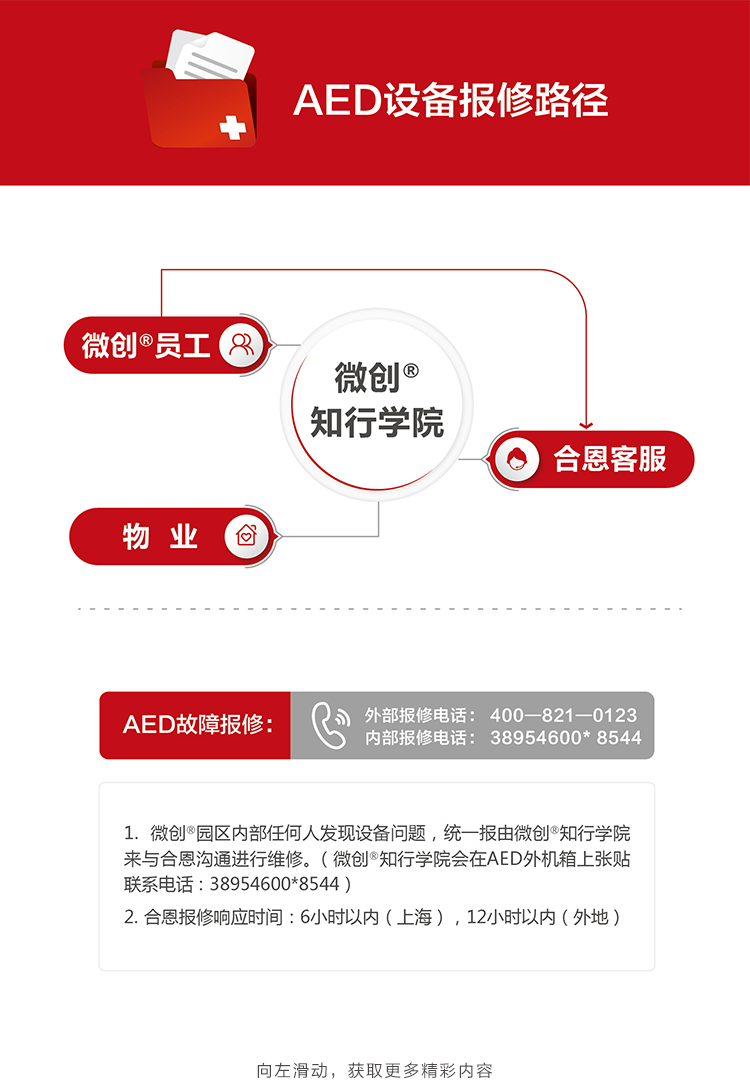 AED设备报修路径
微创®员工
微创®
知行学院
合恩客服
物 业
AED故障报修：
外部报修电话： 400—821—0123
内部报修电话： 38954600* 8544
1. 微创®园区内部任何人发现设备问题，统一报由微创®知行学院
来与合恩沟通进行维修。（微创®知行学院会在AED外机箱上张贴
联系电话：38954600*8544）
2. 合恩报修响应时间：6小时以内（上海），12小时以内（外地）
向左滑动，获取更多精彩内容